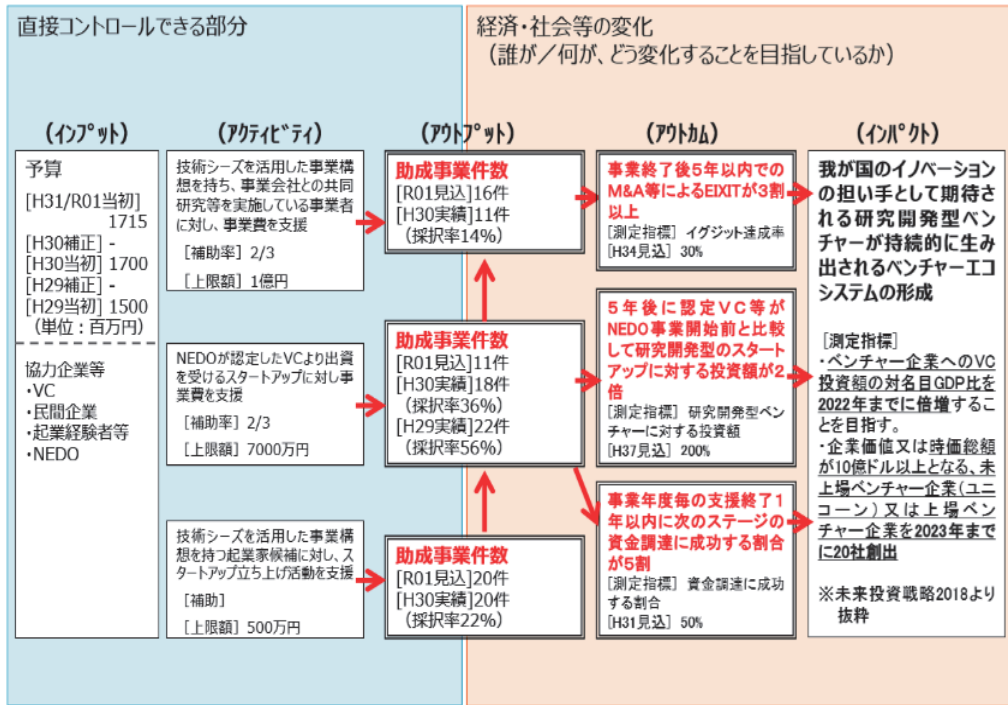 直接コントロールできる部分
経済・社会等の変化
（誰が／何が、どう変化することを目指しているか）
（ｲﾝﾌﾟｯﾄ）
（ｱｸﾃｨﾋﾞﾃｨ）
（ｱｳﾄﾌﾟｯﾄ）
（ｱｳﾄｶﾑ）
（ｲﾝﾊﾟｸﾄ）
予算
[H31/R01当初]
1715
[H30補正] -
[H30当初] 1700
[H29補正] -
[H29当初] 1500
（単位：百万円）
協力企業等
・VC
・民間企業
・起業経験者等
・NEDO
技術シーズを活用した事業構
想を持ち、事業会社との共同
研究等を実施している事業者
に対し、事業費を支援
[補助率] 2/3
[上限額] 1億円
NEDOが認定したVCより出資
を受けるスタートアップに対し事
業費を支援
[補助率] 2/3
[上限額] 7000万円
技術シーズを活用した事業構
想を持つ起業家候補に対し、ス
タートアップ立ち上げ活動を支援
[補助]
[上限額] 500万円
助成事業件数
[R01見込]16件
[H30実績]11件
（採択率14%）
助成事業件数
[R01見込]11件
[H30実績]18件
（採択率36%）
[H29実績]22件
（採択率56%）
助成事業件数
[R01見込]20件
[H30実績]20件
（採択率22%）
事業終了後5年以内での
M&A等によるEIXITが3割
以上
[測定指標] イグジット達成率
[H34見込] 30%
5年後に認定VC等が
NEDO事業開始前と比較
して研究開発型のスタート
アップに対する投資額が2
倍
[測定指標] 研究開発型ベン
チャーに対する投資額
[H37見込] 200%
事業年度毎の支援終了1
年以内に次のステージの
資金調達に成功する割合
が5割
[測定指標] 資金調達に成功
する割合
[H31見込] 50%
我が国のイノベーション
の担い手として期待さ
れる研究開発型ベン
チャーが持続的に生み
出されるベンチャーエコ
システムの形成
[測定指標]
・ベンチャー企業へのVC
投資額の対名目GDP比を
2022年までに倍増するこ
とを目指す。
・企業価値又は時価総額
が10億ドル以上となる、未
上場ベンチャー企業（ユニ
コーン）又は上場ベン
チャー企業を2023年まで
に20社創出
※未来投資戦略2018より
抜粋